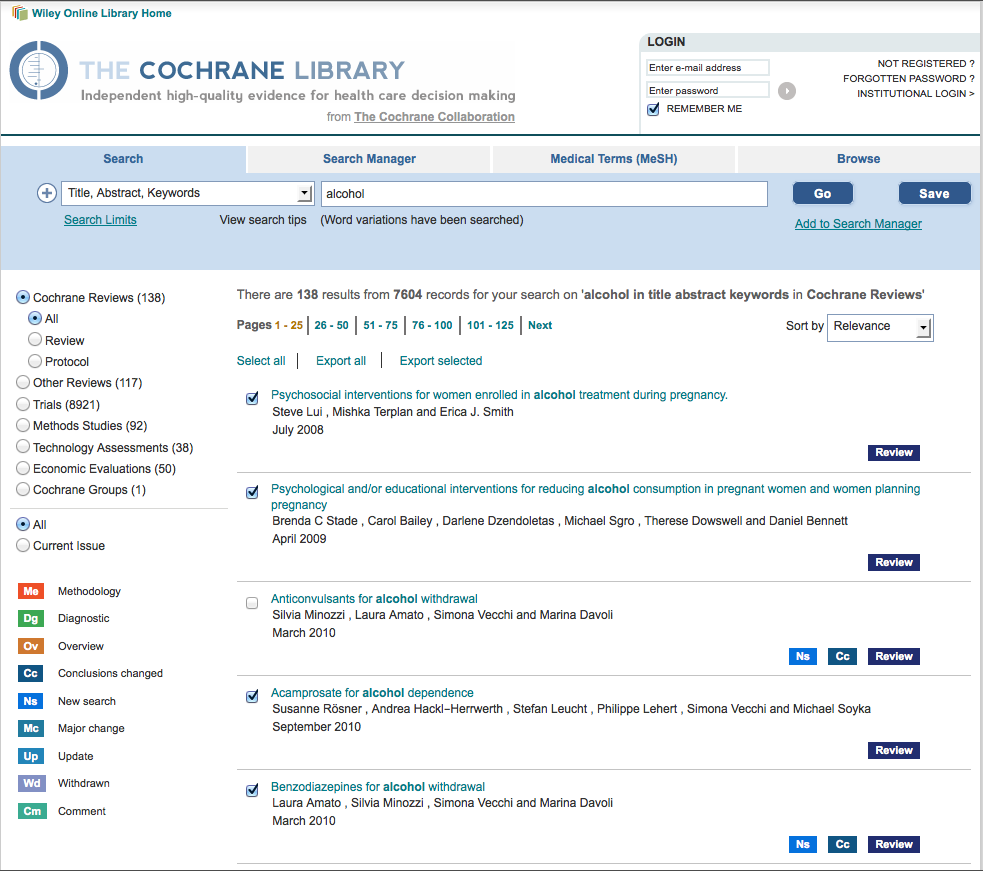 Wiley Online Library Home
THE COCHRANE LIBRARY
Independent high-quality evidence for health care decision making
from The Cochrane Collaboration
LOGIN
Enter e-mail address
Enter password
REMEMBER ME
NOT REGISTERED ?
FORGOTTEN PASSWORD ?
INSTITUTIONAL LOGIN >
Search Search Manager Medical Terms (MeSH) Browse
Title, Abstract, Keywords alcohol Go Save
Search Limits View search tips (Word variations have been searched) Add to Search Manager
Cochrane Reviews (138)
All
Review
Protocol
Other Reviews (117)
Trials (8921)
Methods Studies (92)
Technology Assessments (38)
Economic Evaluations (50)
Cochrane Groups (1)
All
Current Issue
Me Methodology
Dg Diagnostic
Ov Overview
Cc Conclusions changed
Ns New search
Mc Major change
Up Update
Wd Withdrawn
Cm Comment
There are 138 results from 7604 records for your search on 'alcohol in title abstract keywords in Cochrane Reviews'
Pages 1 - 25 | 26 - 50 | 51 - 75 | 76 - 100 | 101 - 125 | Next
Sort by Relevance
Select all | Export all | Export selected
Psychosocial interventions for women enrolled in alcohol treatment during pregnancy.
Steve Lui , Mishka Terplan and Erica J. Smith
July 2008
Review
Psychological and/or educational interventions for reducing alcohol consumption in pregnant women and women planning
pregnancy
Brenda C Stade , Carol Bailey , Darlene Dzendoletas , Michael Sgro , Therese Dowswell and Daniel Bennett
April 2009
Review
Anticonvulsants for alcohol withdrawal
Silvia Minozzi , Laura Amato , Simona Vecchi and Marina Davoli
March 2010
Ns Cc Review
Acamprosate for alcohol dependence
Susanne Rösner , Andrea Hackl-Herrwerth , Stefan Leucht , Philippe Lehert , Simona Vecchi and Michael Soyka
September 2010
Review
Benzodiazepines for alcohol withdrawal
Laura Amato , Silvia Minozzi , Simona Vecchi and Marina Davoli
March 2010
Ns Cc Review